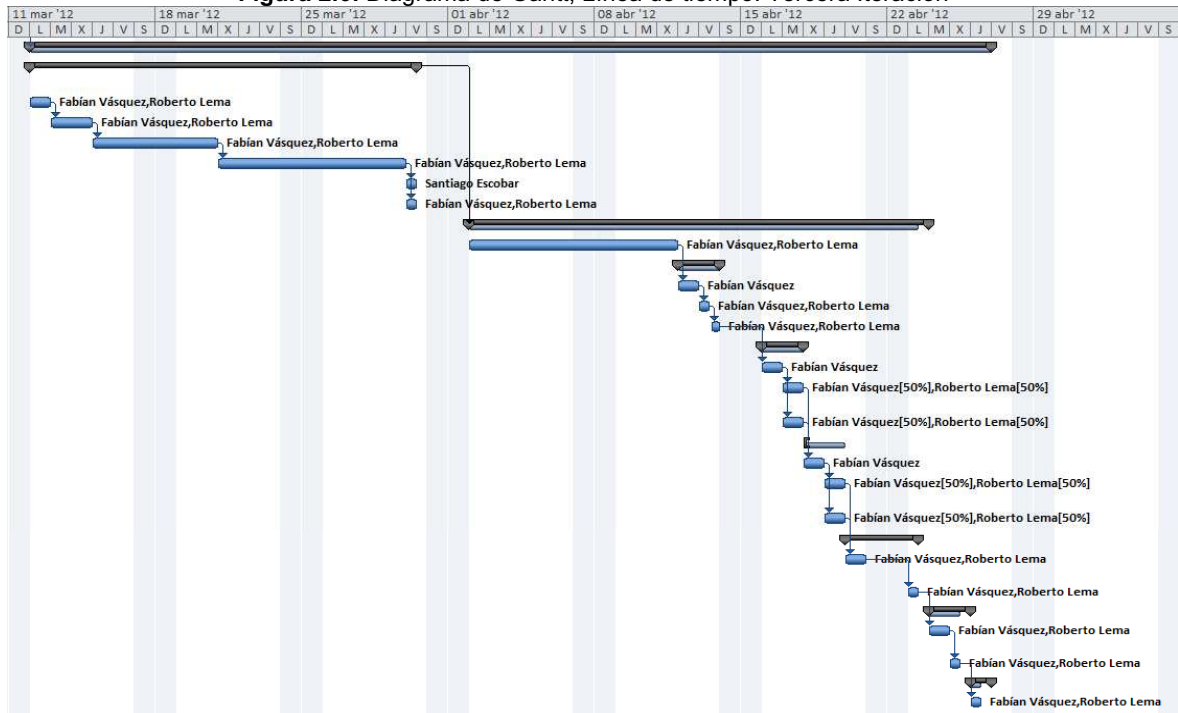 Figura 2.6: Diagrama de Gantt, Línea de tiempo. Tercera Iteración
11 mar '12 18 mar '12 25 mar '12 01 abr '12 08 abr '12 15 abr '12 22 abr '12 29 abr '12
D L M X J V S D L M X J V S D L M X J V S D L M X J V S D L M X J V S D L M X J V S D L M X J V S D L M X J V S
Fabían Vásquez,Roberto Lema
Fabían Vásquez,Roberto Lema
Fabían Vásquez,Roberto Lema
Fabían Vásquez,Roberto Lema
Santiago Escobar
Fabían Vásquez,Roberto Lema
Fabían Vásquez,Roberto Lema
Fabían Vásquez
Fabían Vásquez,Roberto Lema
Fabían Vásquez,Roberto Lema
Fabían Vásquez
Fabían Vásquez[50%],Roberto Lema[50%]
Fabían Vásquez[50%],Roberto Lema[50%]
Fabían Vásquez
Fabían Vásquez[50%],Roberto Lema[50%]
Fabían Vásquez[50%],Roberto Lema[50%]
Fabían Vásquez,Roberto Lema
Fabían Vásquez,Roberto Lema
Fabían Vásquez,Roberto Lema
Fabían Vásquez,Roberto Lema
Fabían Vásquez,Roberto Lema